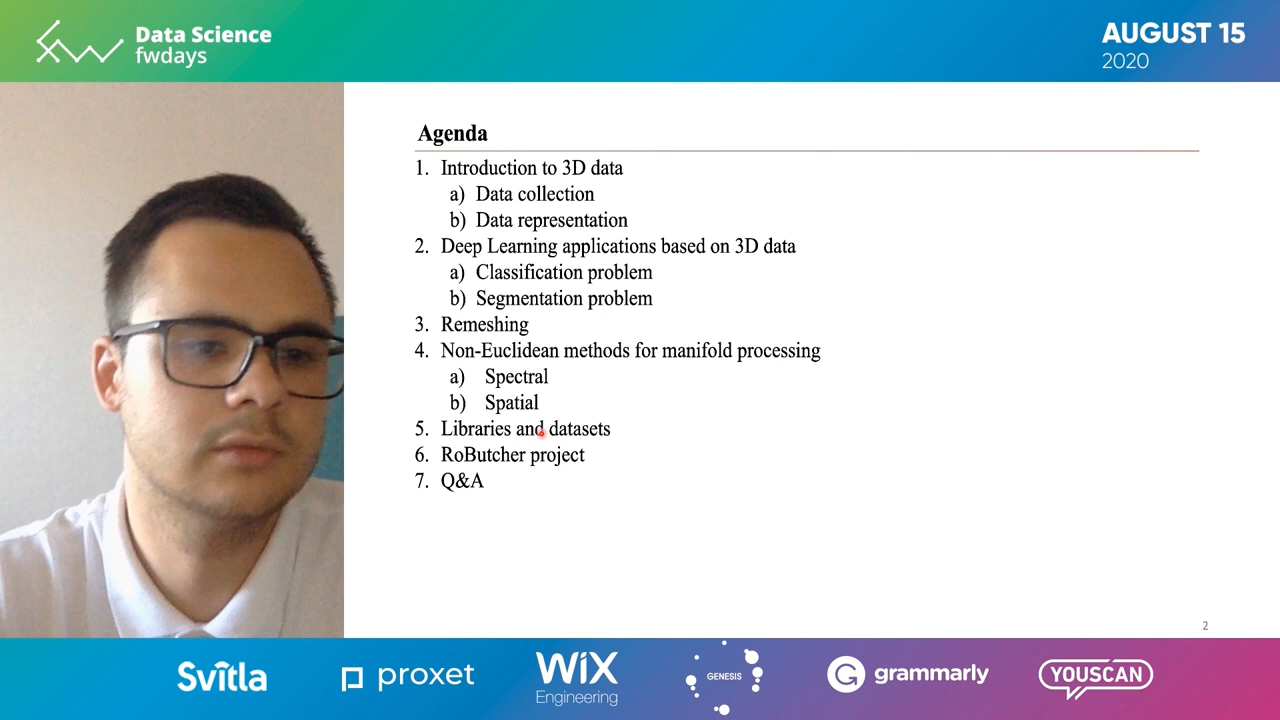 Data Science
fwdays
AUGUST 15
2020
Agenda
1. Introduction to 3D data
a) Data collection
b) Data representation
2. Deep Learning applications based on 3D data
a) Classification problem
b) Segmentation problem
3. Remeshing
4. Non-Euclidean methods for manifold processing
a) Spectral
b) Spatial
5. Libraries and datasets
6. RoButcher project
7. Q&A
2
Svitla
proxet
WiX
Engineering
GENESIS
G grammarly
YOUSCAN